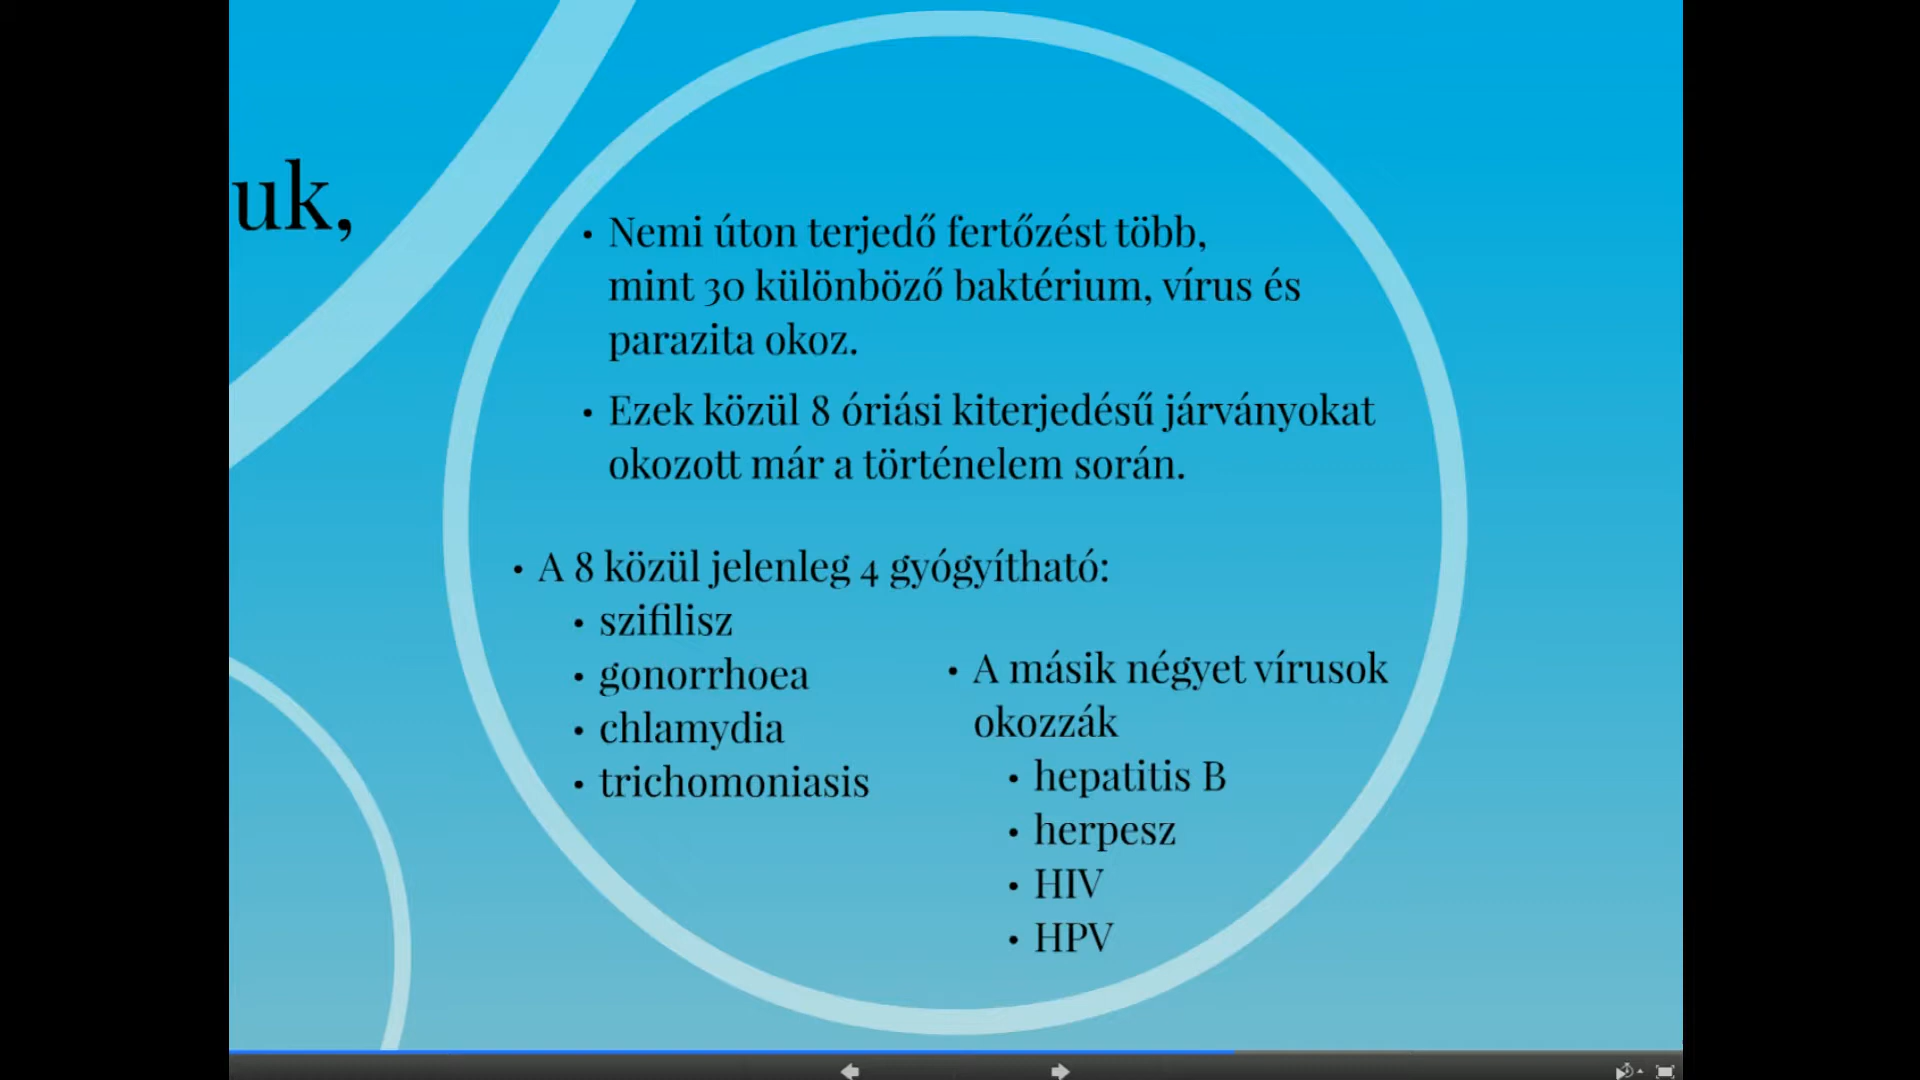 uk,
• Nemi úton terjedő fertőzést több,
mint 30 különböző baktérium, vírus és
parazita okoz.
• Ezek közül 8 óriási kiterjedésű járványokat
okozott már a történelem során.
• A 8 közül jelenleg 4 gyógyítható:
• szifilisz
• gonorrhoea
• chlamydia
• trichomoniasis
• A másik négyet vírusok
okozzák
• hepatitis B
• herpesz
• HIV
• HPV